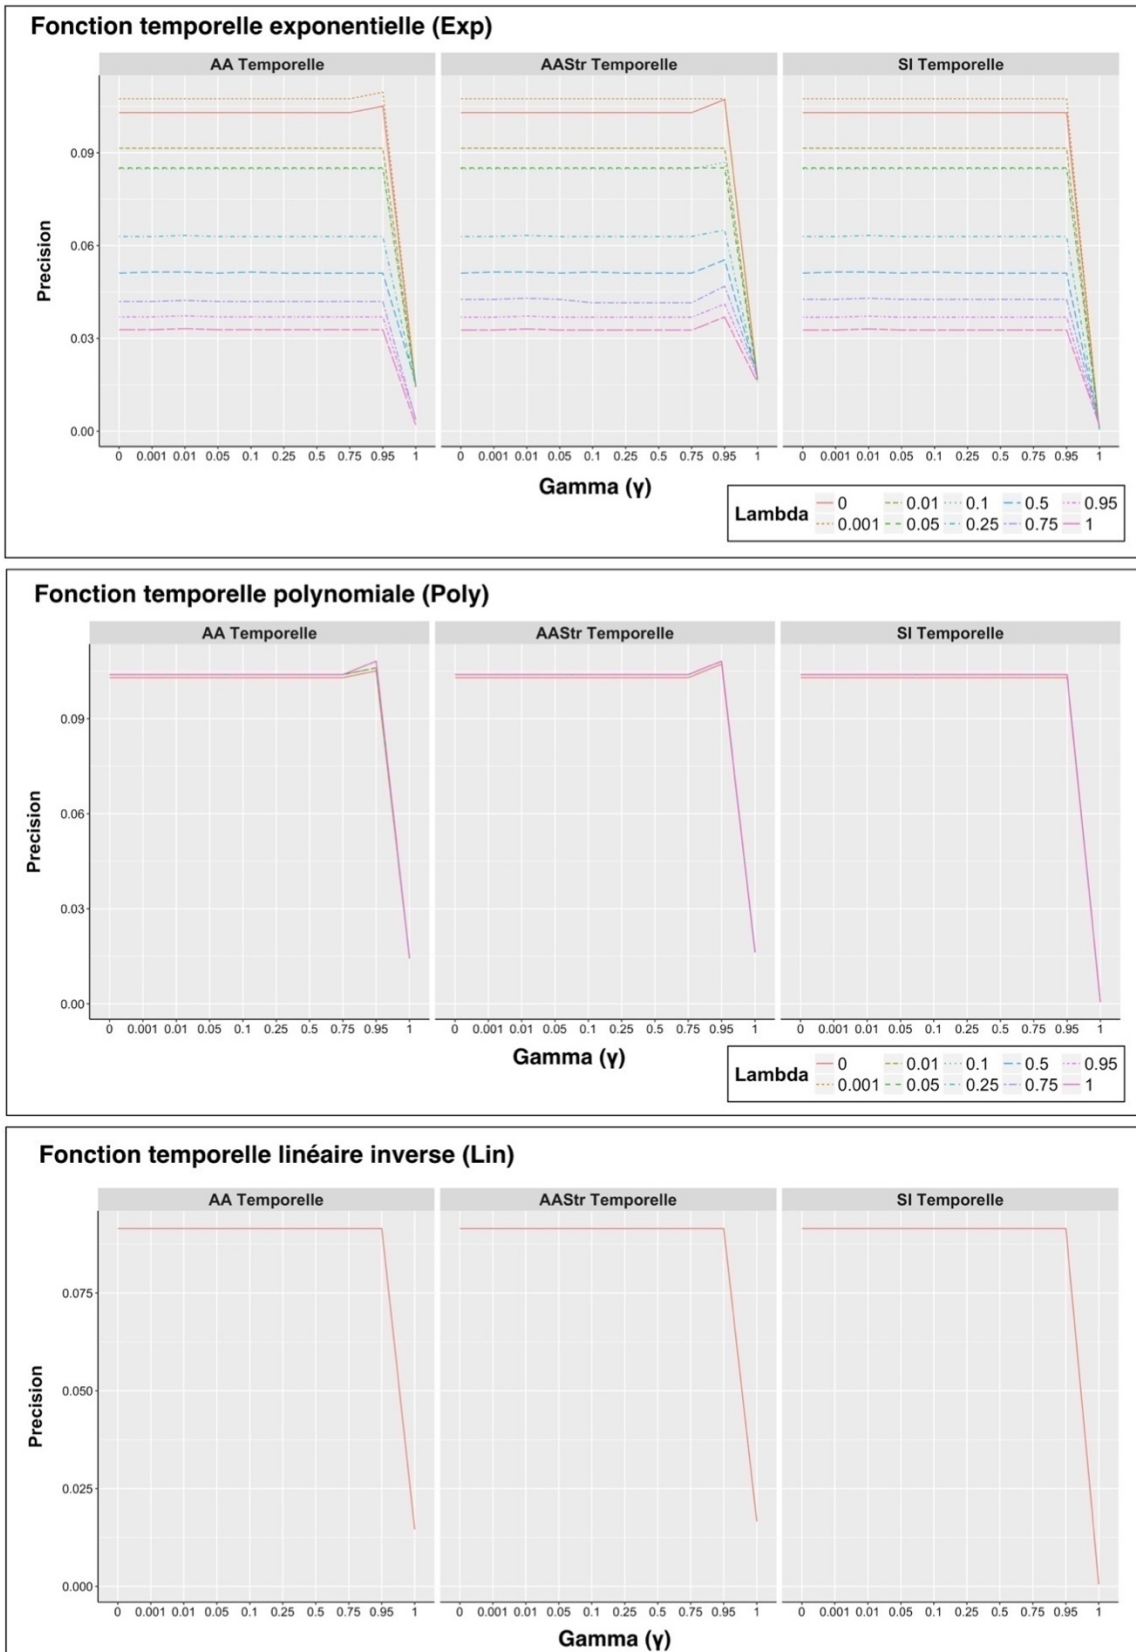 Fonction temporelle exponentielle (Exp)
AA Temporelle AAStr Temporelle SI Temporelle
Precision
0.09
0.06
0.03
0.00
0 0.001 0.01 0.05 0.1 0.25 0.5 0.75 0.95 1 0 0.001 0.01 0.05 0.1 0.25 0.5 0.75 0.95 1 0 0.001 0.01 0.05 0.1 0.25 0.5 0.75 0.95 1
Gamma (γ)
Lambda 0 0.01 0.1 0.5 0.95
0.001 0.05 0.25 0.75 1
Fonction temporelle polynomiale (Poly)
AA Temporelle AAStr Temporelle SI Temporelle
Precision
0.09
0.06
0.03
0.00
0 0.001 0.01 0.05 0.1 0.25 0.5 0.75 0.95 1 0 0.001 0.01 0.05 0.1 0.25 0.5 0.75 0.95 1 0 0.001 0.01 0.05 0.1 0.25 0.5 0.75 0.95 1
Gamma (γ)
Lambda 0 0.01 0.1 0.5 0.95
0.001 0.05 0.25 0.75 1
Fonction temporelle linéaire inverse (Lin)
AA Temporelle AAStr Temporelle SI Temporelle
Precision
0.075
0.050
0.025
0.000
0 0.001 0.01 0.05 0.1 0.25 0.5 0.75 0.95 1 0 0.001 0.01 0.05 0.1 0.25 0.5 0.75 0.95 1 0 0.001 0.01 0.05 0.1 0.25 0.5 0.75 0.95 1
Gamma (γ)